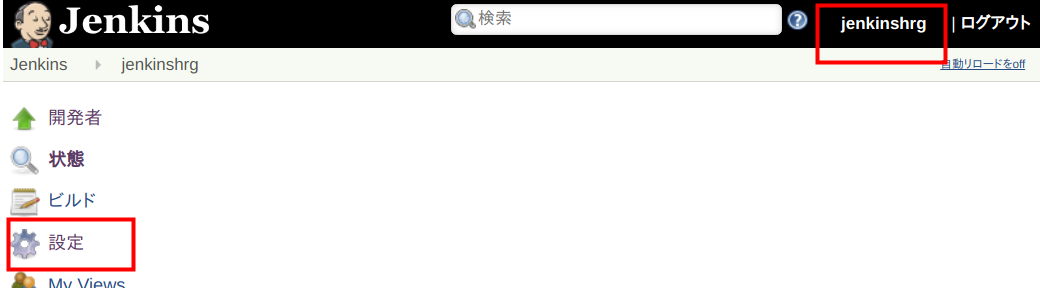 Jenkins
検索
?
jenkinshrg | ログアウト
Jenkins jenkinshrg
自動リロードをoff
開発者
状態
ビルド
設定
My Views